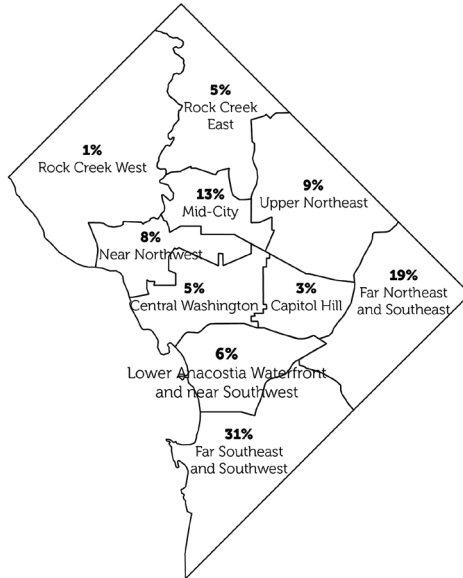 5%
Rock Creek
East
1%
Rock Creek West
13%
Mid-City
9%
Upper Northeast
8%
Near Northwest
5%
Central Washington
3%
Capitol Hill
19%
Far Northeast
and Southeast
6%
Lower Anacostia Waterfront
and near Southwest
31%
Far Southeast
and Southwest